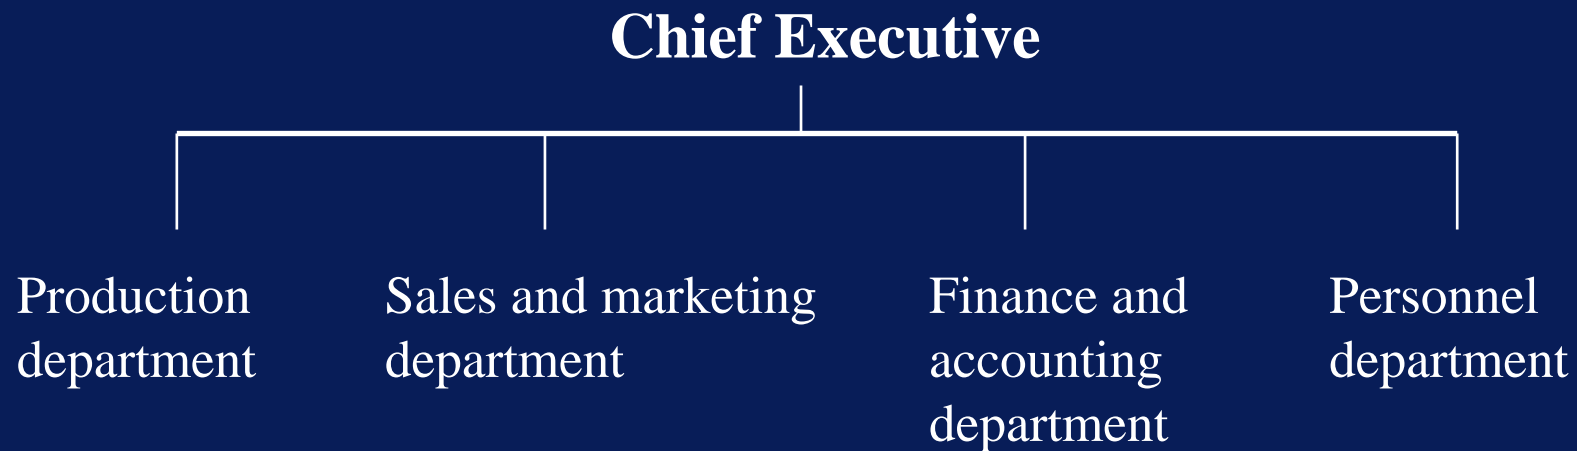 Chief Executive
Production
department
Sales and marketing
department
Finance and
accounting
department
Personnel
department